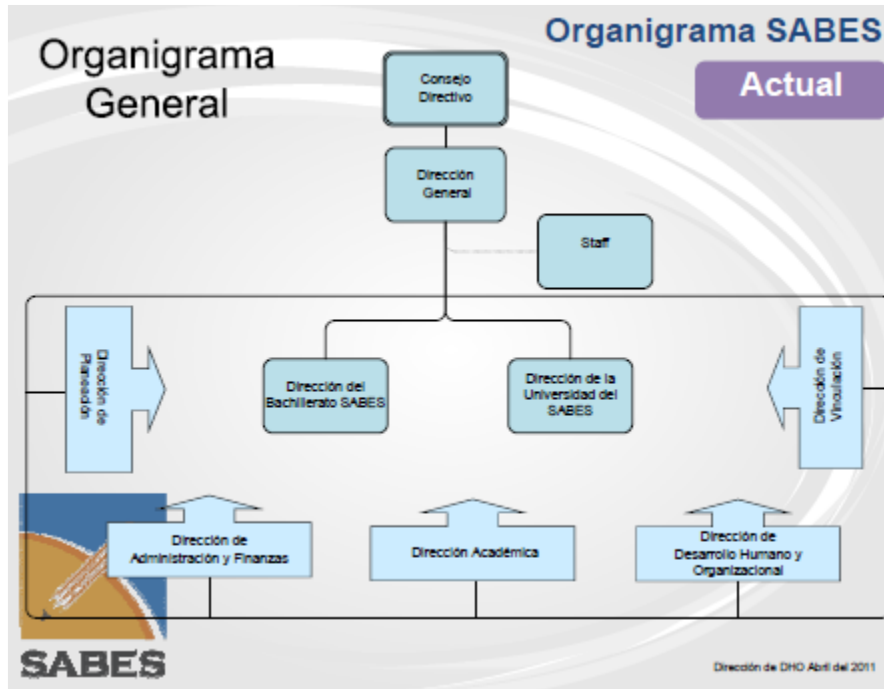 Organigrama
General
Organigrama SABES
Actual
Consejo
Directivo
Dirección
General
Staff
Dirección de
Planeación
Dirección del
Bachillerato SABES
Dirección de la
Universidad del
SABES
Dirección de
Vinculación
Dirección de
Administración y Finanzas
Dirección Académica
Dirección de
Desarrollo Humano y
Organizacional
SABES
Dirección de DHO Abril del 2011